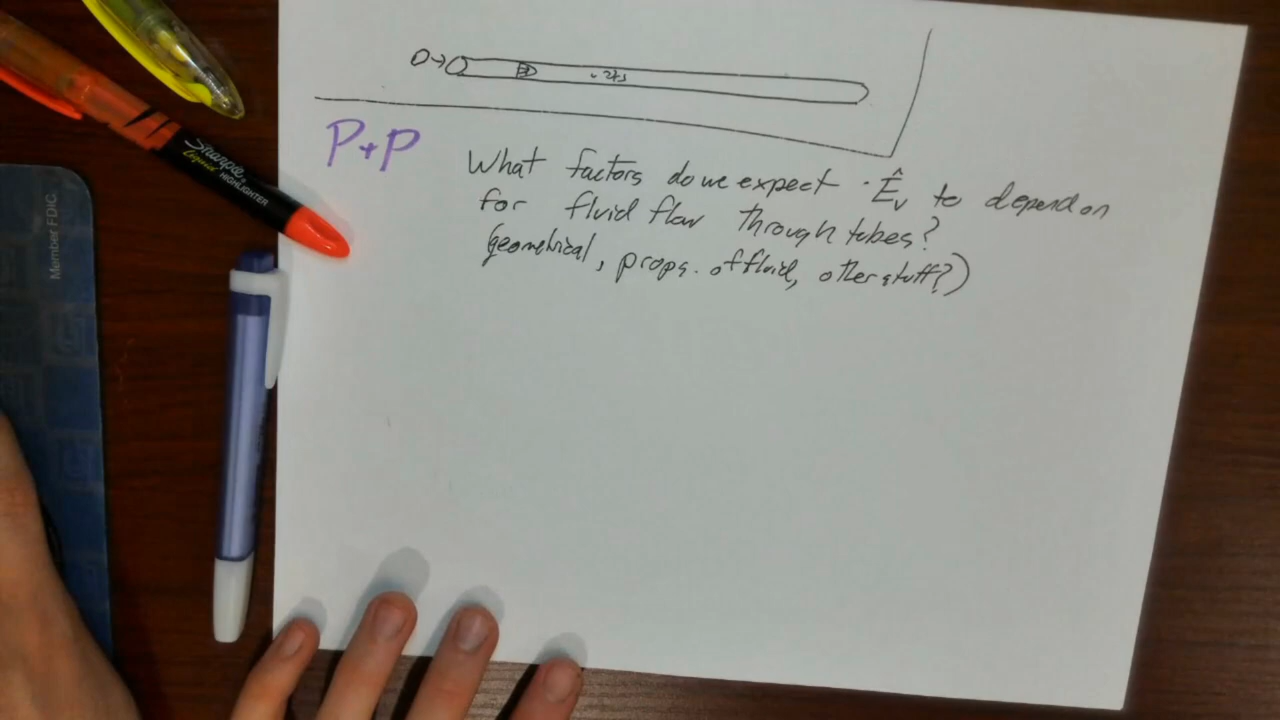 D→
P+P
What factors do we expect Êv to depend on
for fluid flow through tubes?
(geometrical, props. of fluid, other stuff?)
Sharpie
HIGHLIGHTER
Member FDIC